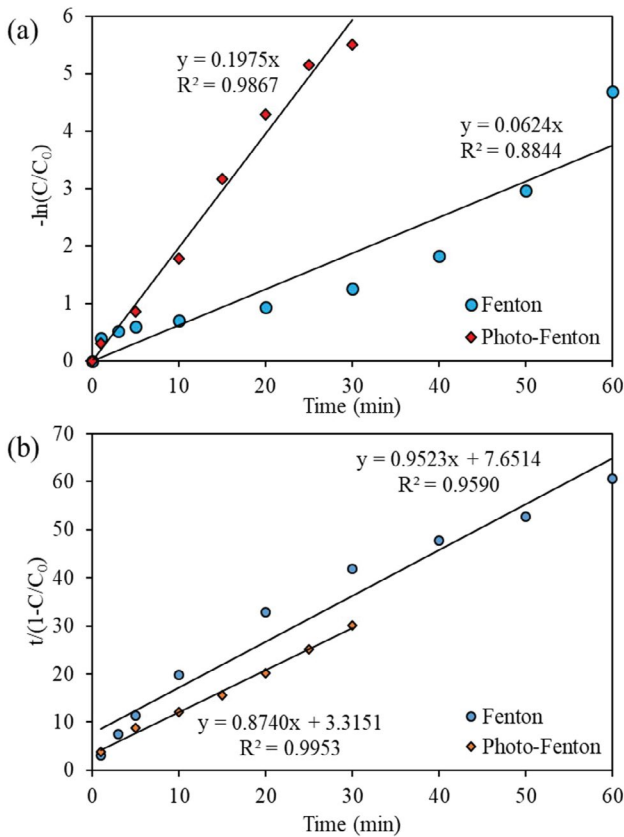 (a)
6
5
4
3
2
1
0
-ln(C/C₀)
y = 0.1975x
R² = 0.9867
y = 0.0624x
R² = 0.8844
Fenton
Photo-Fenton
0 10 20 30 40 50 60
Time (min)
(b)
70
60
50
40
30
20
10
0
t/(1-C/C₀)
y = 0.9523x + 7.6514
R² = 0.9590
y = 0.8740x + 3.3151
R² = 0.9953
Fenton
Photo-Fenton
0 10 20 30 40 50 60
Time (min)